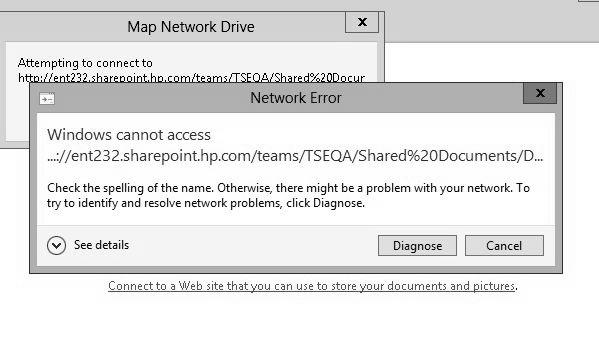 Map Network Drive
x
Attempting to connect to
http://ent232.sharepoint.hp.com/teams/TSEQA/Shared%20Docur
Network Error
x
Windows cannot access
...://ent232.sharepoint.hp.com/teams/TSEQA/Shared%20Documents/D...
Check the spelling of the name. Otherwise, there might be a problem with your network. To
try to identify and resolve network problems, click Diagnose.
See details
Diagnose
Cancel
Connect to a Web site that you can use to store your documents and pictures.